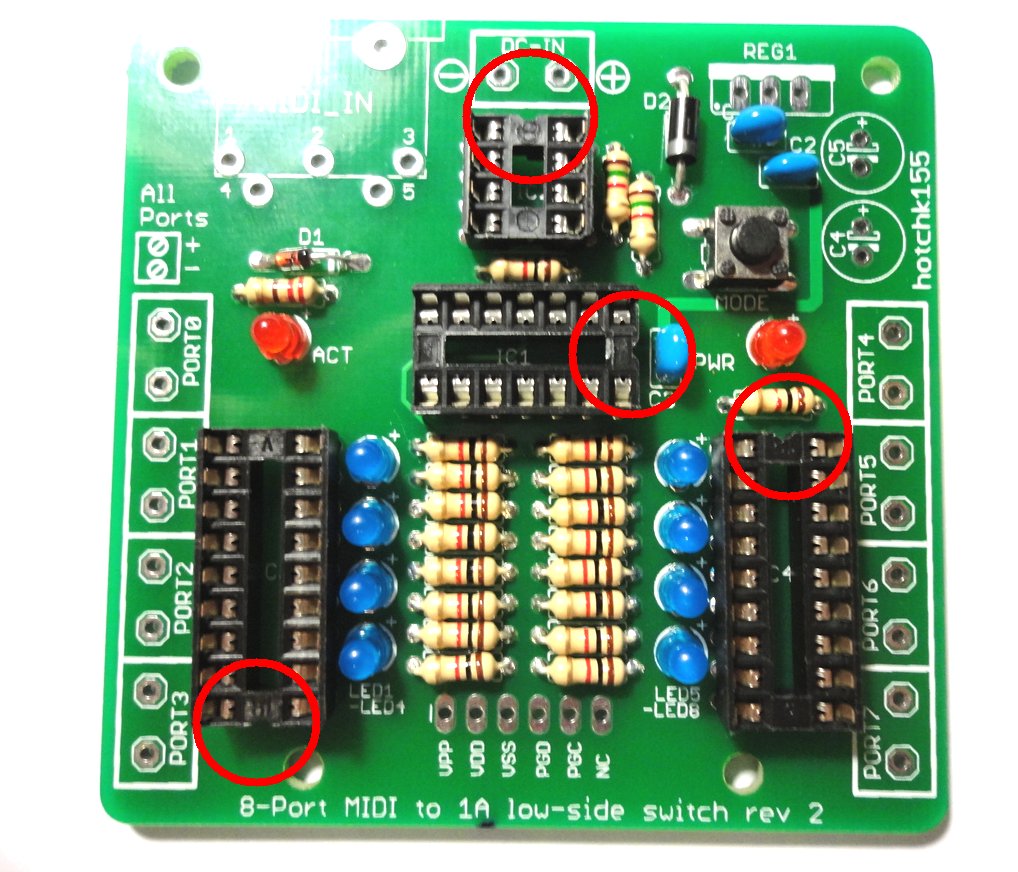 DC-IN
REG1
MIDI_IN
D2
C2
C5
1 2 3
4 5
All
Ports
+
-
hotchk155
C4
D1
MODE
PORT0
ACT
IC1
PWR
PORT4
PORT1
PORT5
PORT2
PORT6
PORT3
PORT7
LED1
-LED4
LED5
-LED8
VPP
VDD
VSS
PGD
PGC
NC
8-Port MIDI to 1A low-side switch rev 2